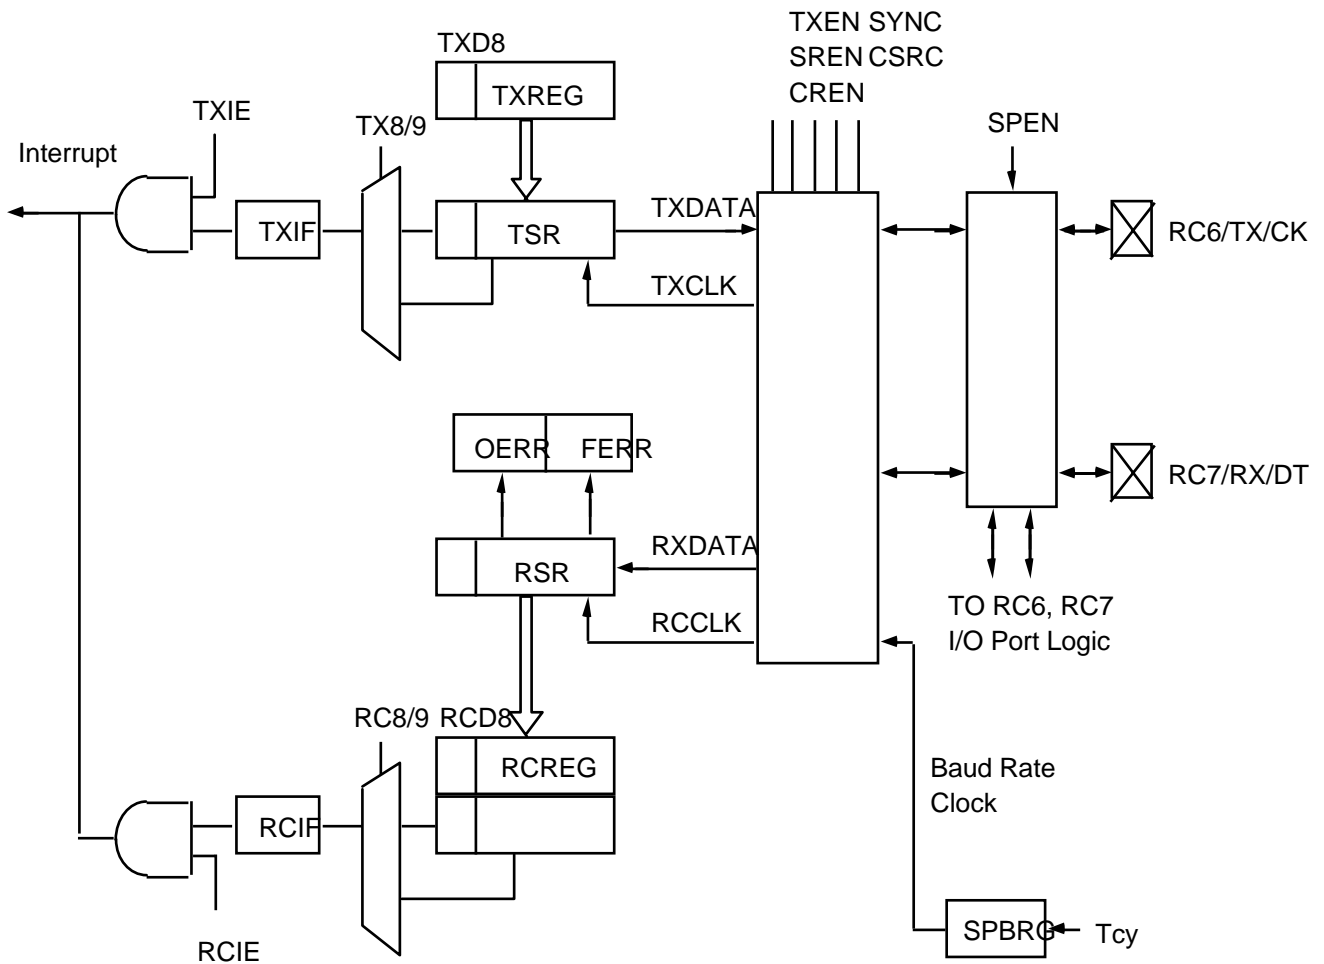 TXEN SYNC
SREN CSRC
CREN
TXD8
TXREG
TXIE
TX8/9
SPEN
Interrupt
TXIF
TSR
TXDATA
RC6/TX/CK
TXCLK
OERR
FERR
RC7/RX/DT
RSR
RXDATA
RCCLK
TO RC6, RC7
I/O Port Logic
RC8/9
RCD8
RCREG
Baud Rate
Clock
RCIF
RCIE
SPBRG
Tcy